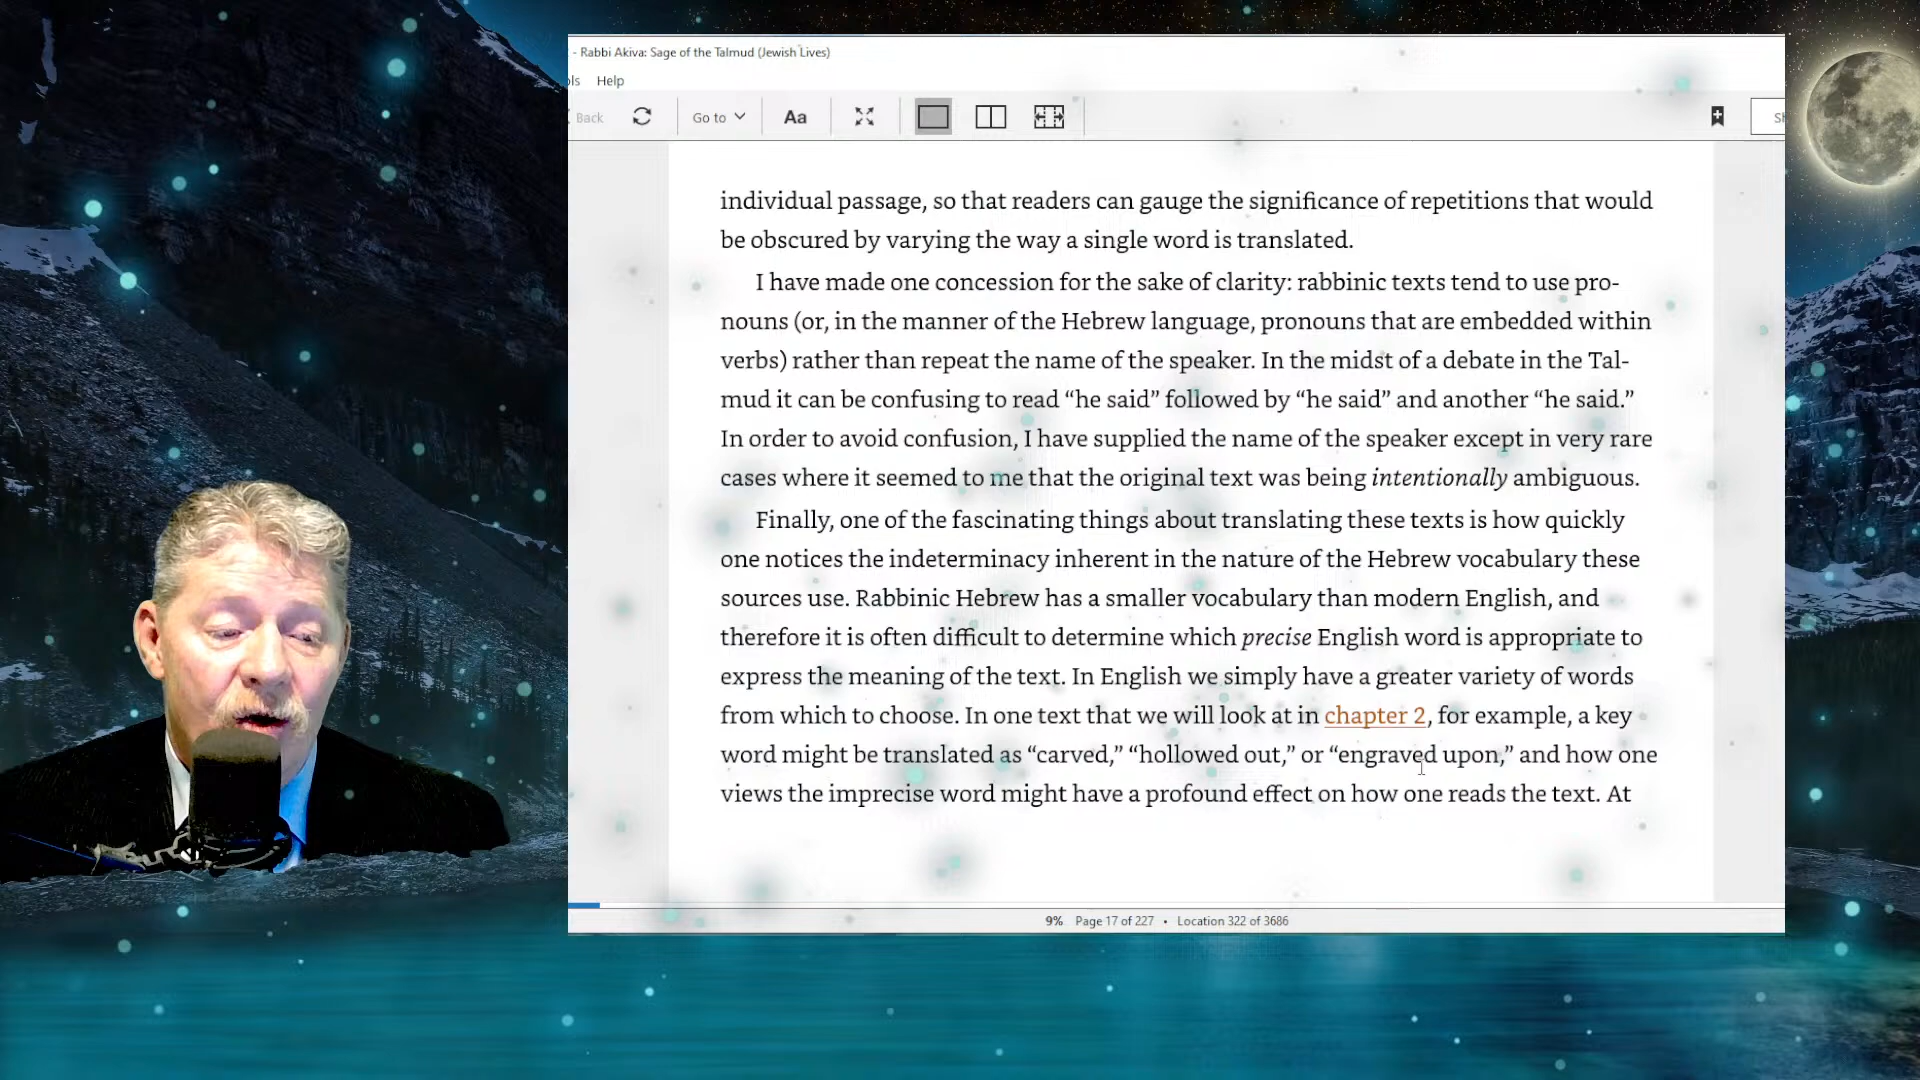 - Rabbi Akiva: Sage of the Talmud (Jewish Lives)
ls Help
Back Go to Aa
individual passage, so that readers can gauge the significance of repetitions that would
be obscured by varying the way a single word is translated.
I have made one concession for the sake of clarity: rabbinic texts tend to use pro-
nouns (or, in the manner of the Hebrew language, pronouns that are embedded within
verbs) rather than repeat the name of the speaker. In the midst of a debate in the Tal-
mud it can be confusing to read “he said” followed by “he said” and another “he said.”
In order to avoid confusion, I have supplied the name of the speaker except in very rare
cases where it seemed to me that the original text was being intentionally ambiguous.
Finally, one of the fascinating things about translating these texts is how quickly
one notices the indeterminacy inherent in the nature of the Hebrew vocabulary these
sources use. Rabbinic Hebrew has a smaller vocabulary than modern English, and
therefore it is often difficult to determine which precise English word is appropriate to
express the meaning of the text. In English we simply have a greater variety of words
from which to choose. In one text that we will look at in chapter 2, for example, a key
word might be translated as “carved,” “hollowed out,” or “engraved upon,” and how one
views the imprecise word might have a profound effect on how one reads the text. At
9% Page 17 of 227 • Location 322 of 3686